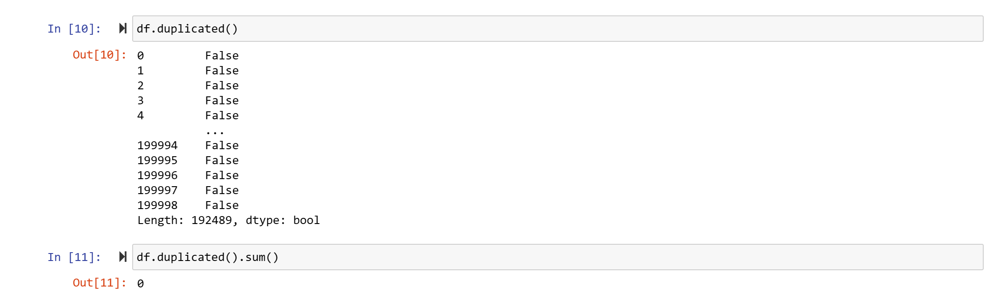 In [10]: df.duplicated()
Out[10]: 0 False
1 False
2 False
3 False
4 False
...
199994 False
199995 False
199996 False
199997 False
199998 False
Length: 192489, dtype: bool
In [11]: df.duplicated().sum()
Out[11]: 0